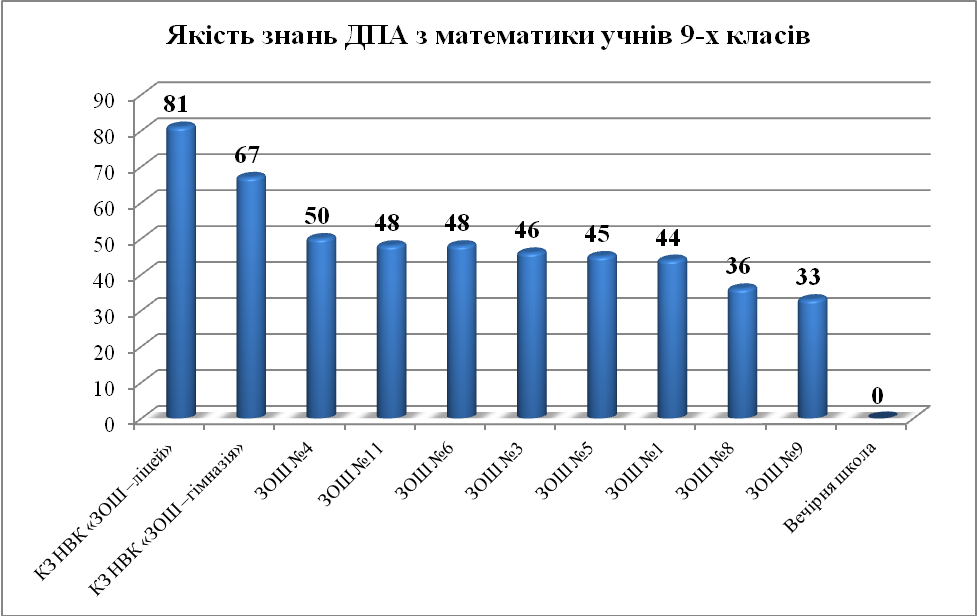 Якість знань ДПА з математики учнів 9-х класів
90
80
70
60
50
40
30
20
10
0
81
67
50
48
48
46
45
44
36
33
0
КЗ НВК «ЗОШ –ліцей»
КЗ НВК «ЗОШ –гімназія»
ЗОШ №4
ЗОШ №11
ЗОШ №6
ЗОШ №3
ЗОШ №5
ЗОШ №1
ЗОШ №8
ЗОШ №9
Вечірня школа